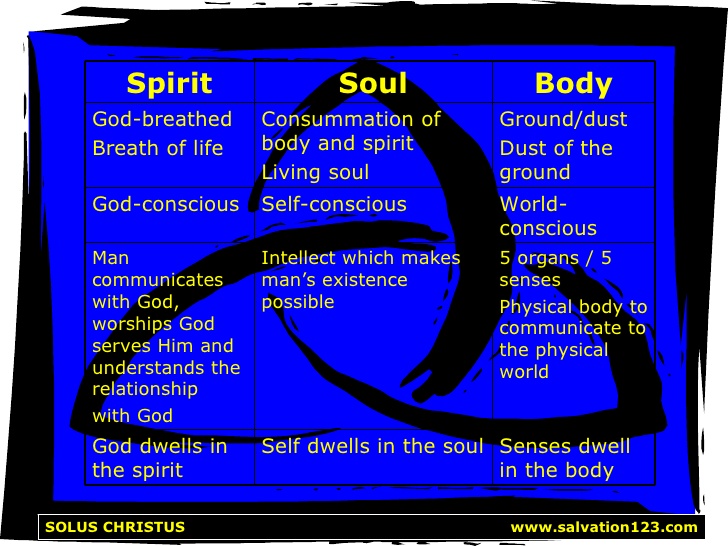 Spirit Soul Body
God-breathed
Breath of life
Consummation of
body and spirit
Living soul
Ground/dust
Dust of the
ground
God-conscious
Self-conscious
World-
conscious
Man
communicates
with God,
worships God
serves Him and
understands the
relationship
with God
Intellect which makes
man’s existence
possible
5 organs / 5
senses
Physical body to
communicate to
the physical
world
God dwells in
the spirit
Self dwells in the soul
Senses dwell
in the body
SOLUS CHRISTUS www.salvation123.com